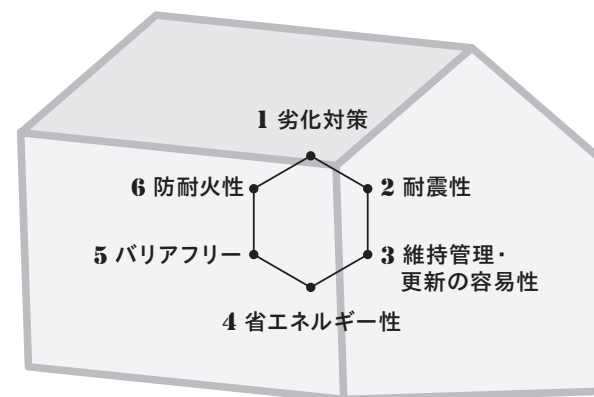 1 劣化対策
6 防耐火性
2 耐震性
5 バリアフリー
3 維持管理・
更新の容易性
4 省エネルギー性